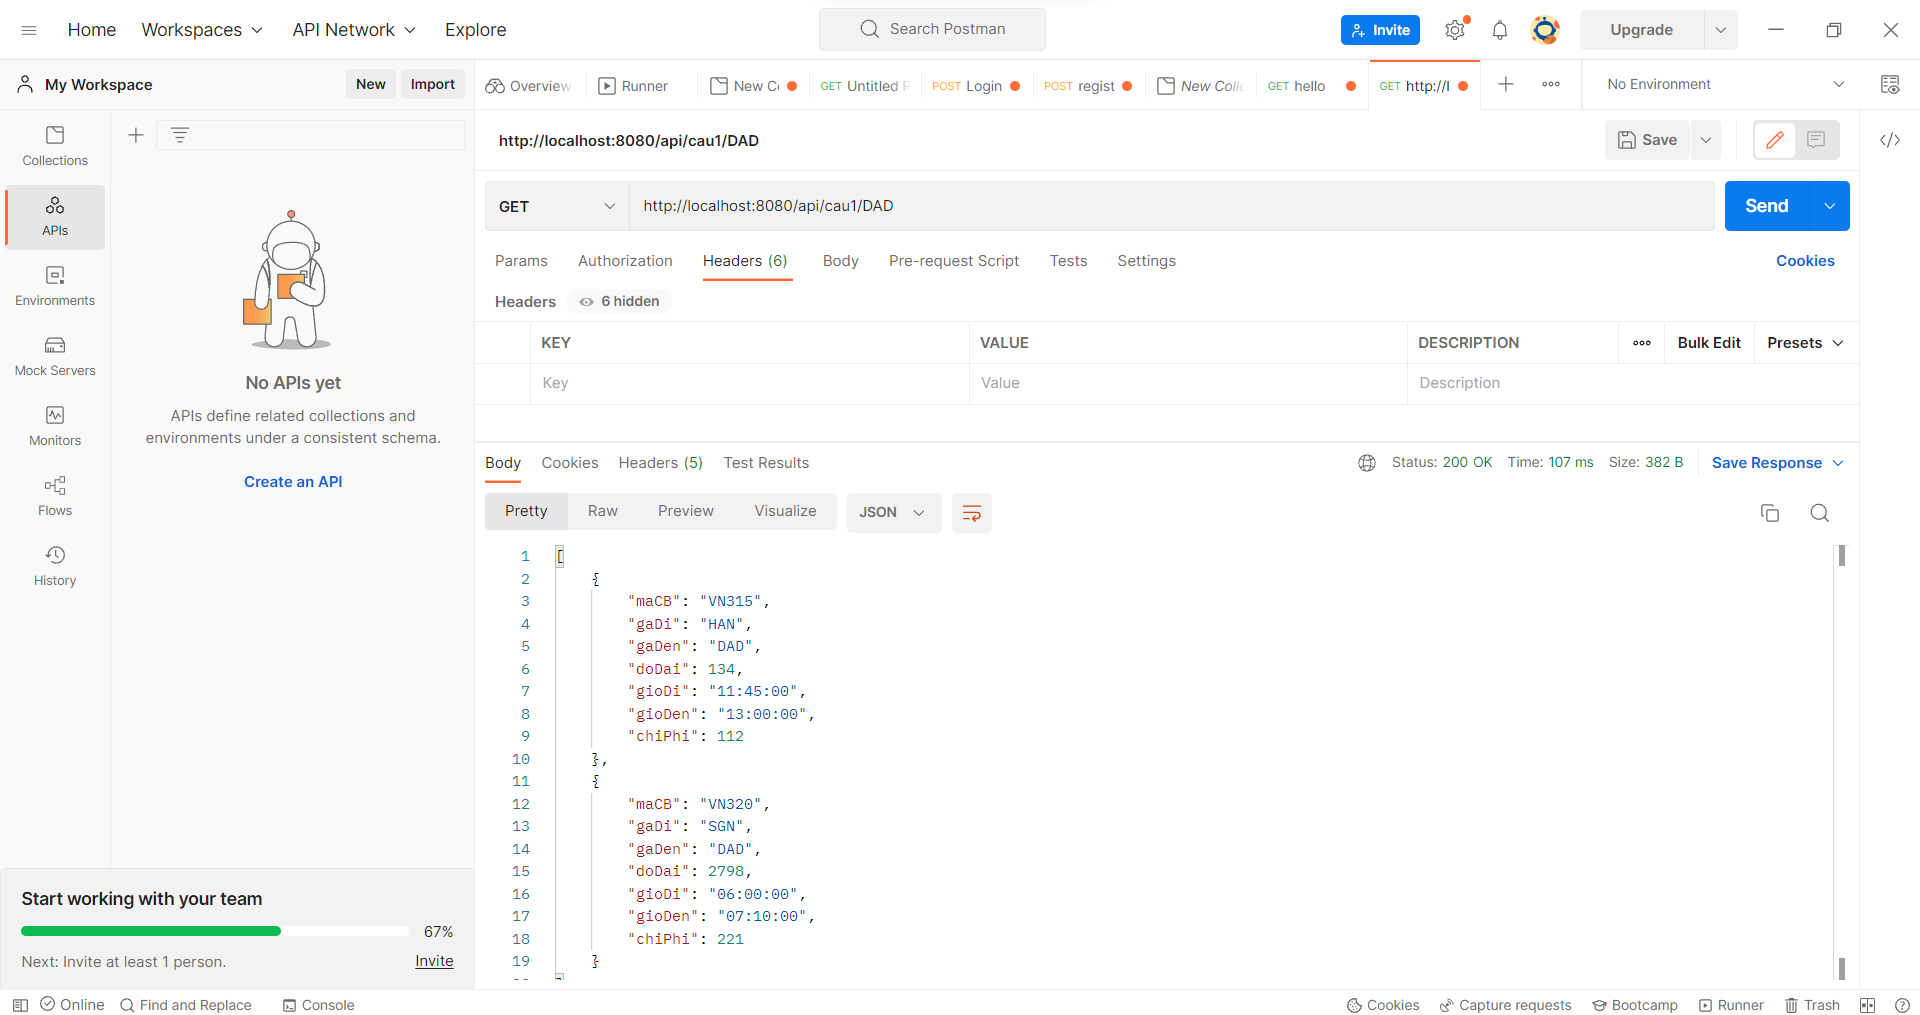 Home
Workspaces
API Network
Explore
Search Postman
Invite
Upgrade
My Workspace
New
Import
Overview
Runner
New C
GET Untitled
POST Login
POST regist
New Coll
GET hello
GET http://l
No Environment
Collections
APIs
Environments
Mock Servers
Monitors
Flows
History
No APIs yet
APIs define related collections and
environments under a consistent schema.
Create an API
http://localhost:8080/api/cau1/DAD
Save
GET
http://localhost:8080/api/cau1/DAD
Send
Params
Authorization
Headers (6)
Body
Pre-request Script
Tests
Settings
Cookies
Headers
6 hidden
KEY
VALUE
DESCRIPTION
Bulk Edit
Presets
Key
Value
Description
Body
Cookies
Headers (5)
Test Results
Status: 200 OK
Time: 107 ms
Size: 382 B
Save Response
Pretty
Raw
Preview
Visualize
JSON
1 [
2 {
3 "maCB": "VN315",
4 "gaDi": "HAN",
5 "gaDen": "DAD",
6 "doDai": 134,
7 "gioDi": "11:45:00",
8 "gioDen": "13:00:00",
9 "chiPhi": 112
10 },
11 {
12 "maCB": "VN320",
13 "gaDi": "SGN",
14 "gaDen": "DAD",
15 "doDai": 2798,
16 "gioDi": "06:00:00",
17 "gioDen": "07:10:00",
18 "chiPhi": 221
19 }
Start working with your team
67%
Next: Invite at least 1 person.
Invite
Online
Find and Replace
Console
Cookies
Capture requests
Bootcamp
Runner
Trash